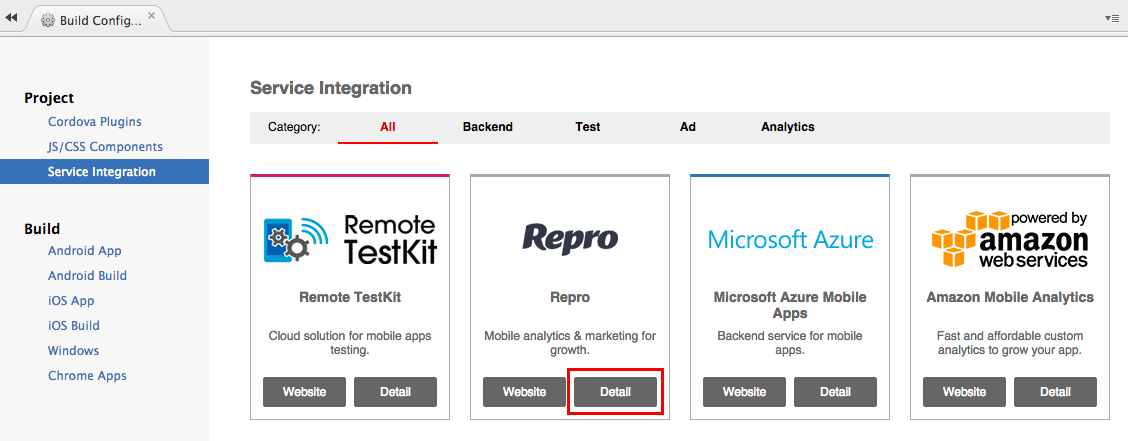 Build Config...
Project
Cordova Plugins
JS/CSS Components
Service Integration
Build
Android App
Android Build
iOS App
iOS Build
Windows
Chrome Apps
Service Integration
Category: All Backend Test Ad Analytics
Remote
TestKit
Remote TestKit
Cloud solution for mobile apps
testing.
Website Detail
Repro
Repro
Mobile analytics & marketing for
growth.
Website Detail
Microsoft Azure
Microsoft Azure Mobile
Apps
Backend service for mobile
apps.
Website Detail
powered by
amazon
web services
Amazon Mobile Analytics
Fast and affordable custom
analytics to grow your app.
Website Detail